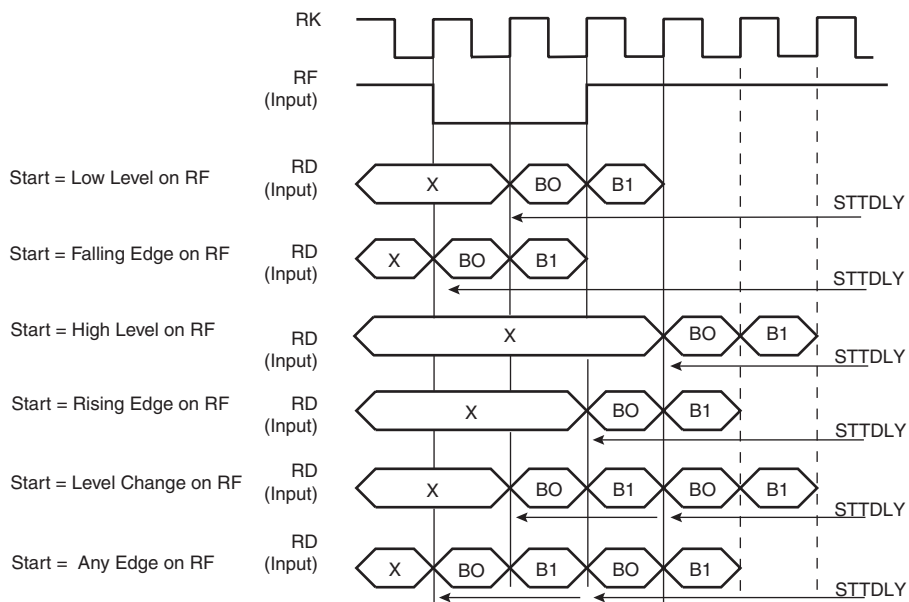 RK
RF
(Input)
Start = Low Level on RF
RD
(Input)
X
BO
B1
STTDLY
Start = Falling Edge on RF
RD
(Input)
X
BO
B1
STTDLY
Start = High Level on RF
RD
(Input)
X
BO
B1
STTDLY
Start = Rising Edge on RF
RD
(Input)
X
BO
B1
STTDLY
Start = Level Change on RF
RD
(Input)
X
BO
B1
BO
B1
STTDLY
Start = Any Edge on RF
RD
(Input)
X
BO
B1
BO
B1
STTDLY